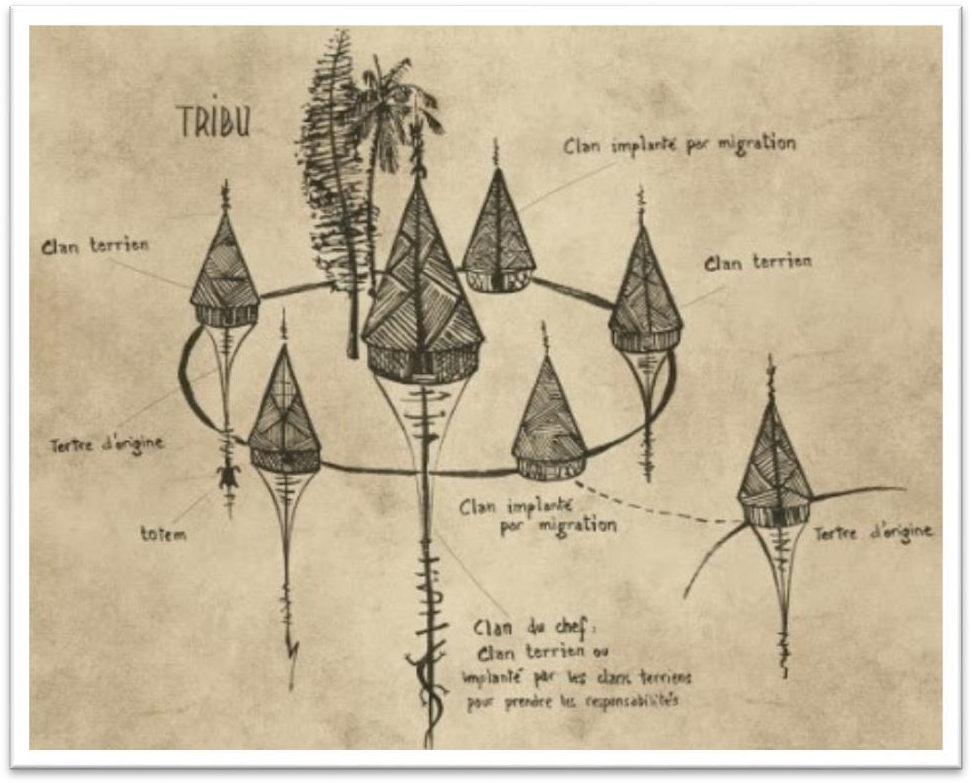 TRIBU
Clan implanté par migration
Clan terrien
Clan terrien
Tertre d'origine
totem
Clan implanté
par migration
Tertre d'origine
Clan du chef:
Clan terrien ou
implanté par les clans terriens
pour prendre les responsabilités